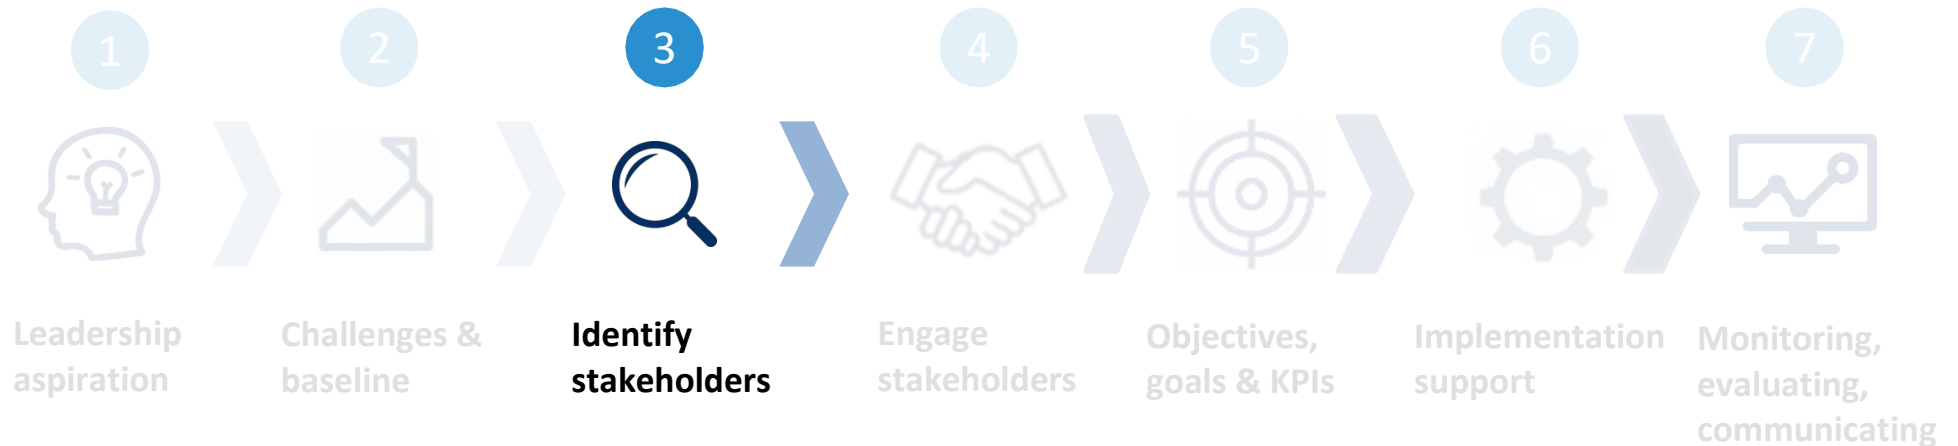 1
2
3
4
5
6
7
Leadership
aspiration
Challenges &
baseline
Identify
stakeholders
Engage
stakeholders
Objectives,
goals & KPIs
Implementation
support
Monitoring,
evaluating,
communicating